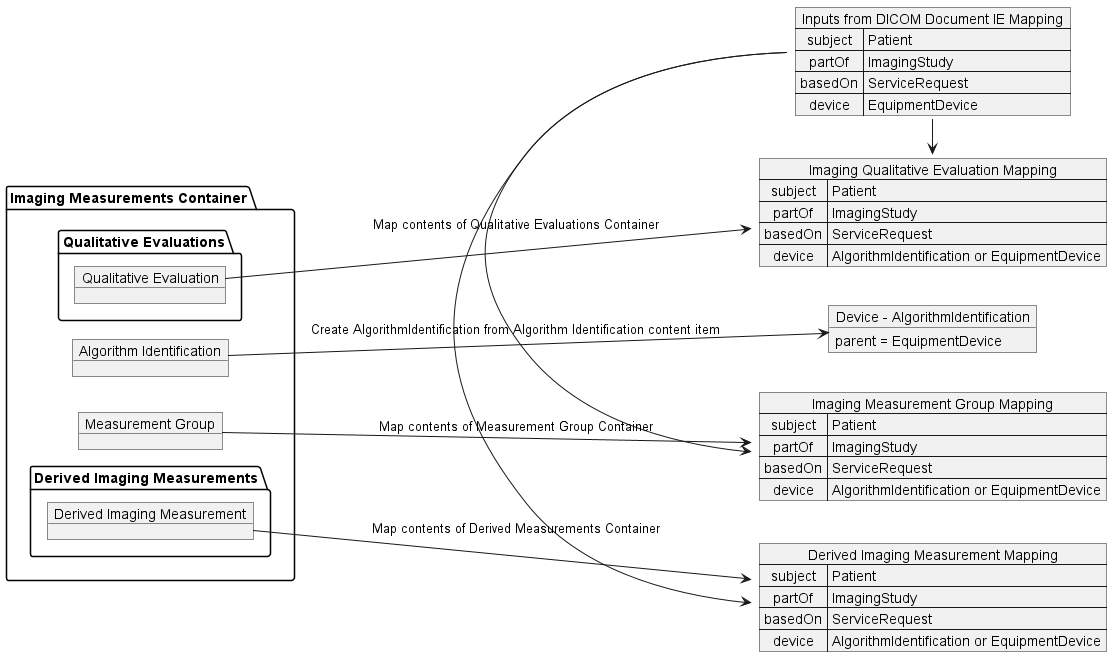 Inputs from DICOM Document IE Mapping
subject Patient
partOf ImagingStudy
basedOn ServiceRequest
device EquipmentDevice
Imaging Qualitative Evaluation Mapping
subject Patient
partOf ImagingStudy
basedOn ServiceRequest
device AlgorithmIdentification or EquipmentDevice
Imaging Measurements Container
Qualitative Evaluations
Qualitative Evaluation
Map contents of Qualitative Evaluations Container
Algorithm Identification
Create AlgorithmIdentification from Algorithm Identification content item
Device - AlgorithmIdentification
parent = EquipmentDevice
Measurement Group
Map contents of Measurement Group Container
Imaging Measurement Group Mapping
subject Patient
partOf ImagingStudy
basedOn ServiceRequest
device AlgorithmIdentification or EquipmentDevice
Derived Imaging Measurements
Derived Imaging Measurement
Map contents of Derived Measurements Container
Derived Imaging Measurement Mapping
subject Patient
partOf ImagingStudy
basedOn ServiceRequest
device AlgorithmIdentification or EquipmentDevice